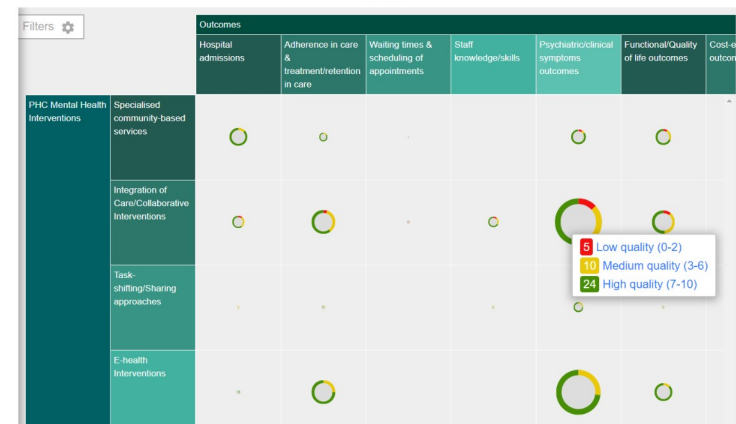 Filters
Outcomes
Hospital
admissions
Adherence in care
&
treatment/retention
in care
Waiting times &
scheduling of
appointments
Staff
knowledge/skills
Psychiatric/clinical
symptoms
outcomes
Functional/Quality
of life outcomes
Cost-e
outcon
PHC Mental Health
Interventions
Specialised
community-based
services
Integration of
Care/Collaborative
Interventions
5 Low quality (0-2)
10 Medium quality (3-6)
24 High quality (7-10)
Task-
shifting/Sharing
approaches
E-health
Interventions